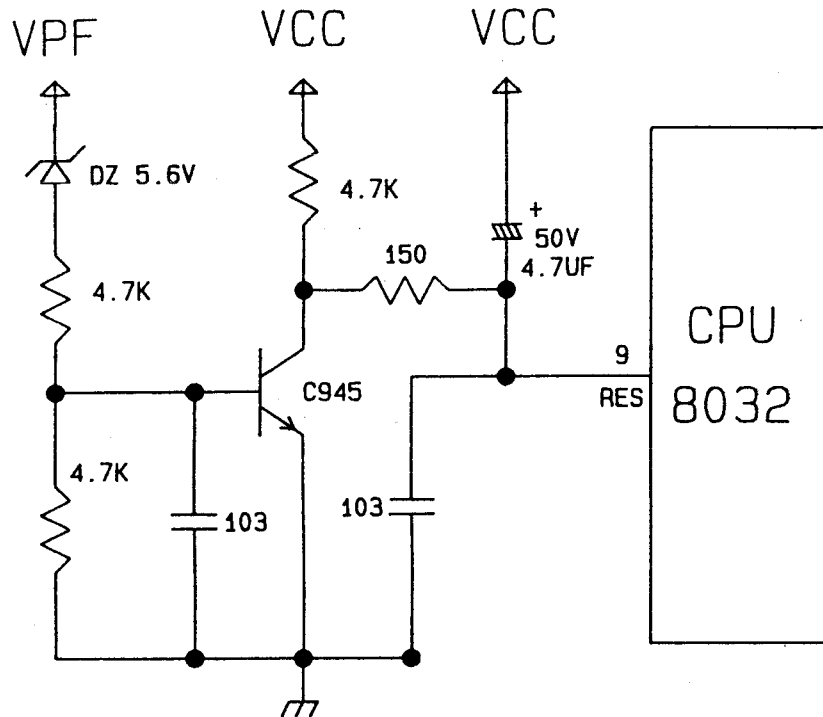 VPF
VCC
VCC
DZ 5.6V
4.7K
+
50V
4.7UF
150
4.7K
CPU
8032
9
RES
C945
4.7K
103
103